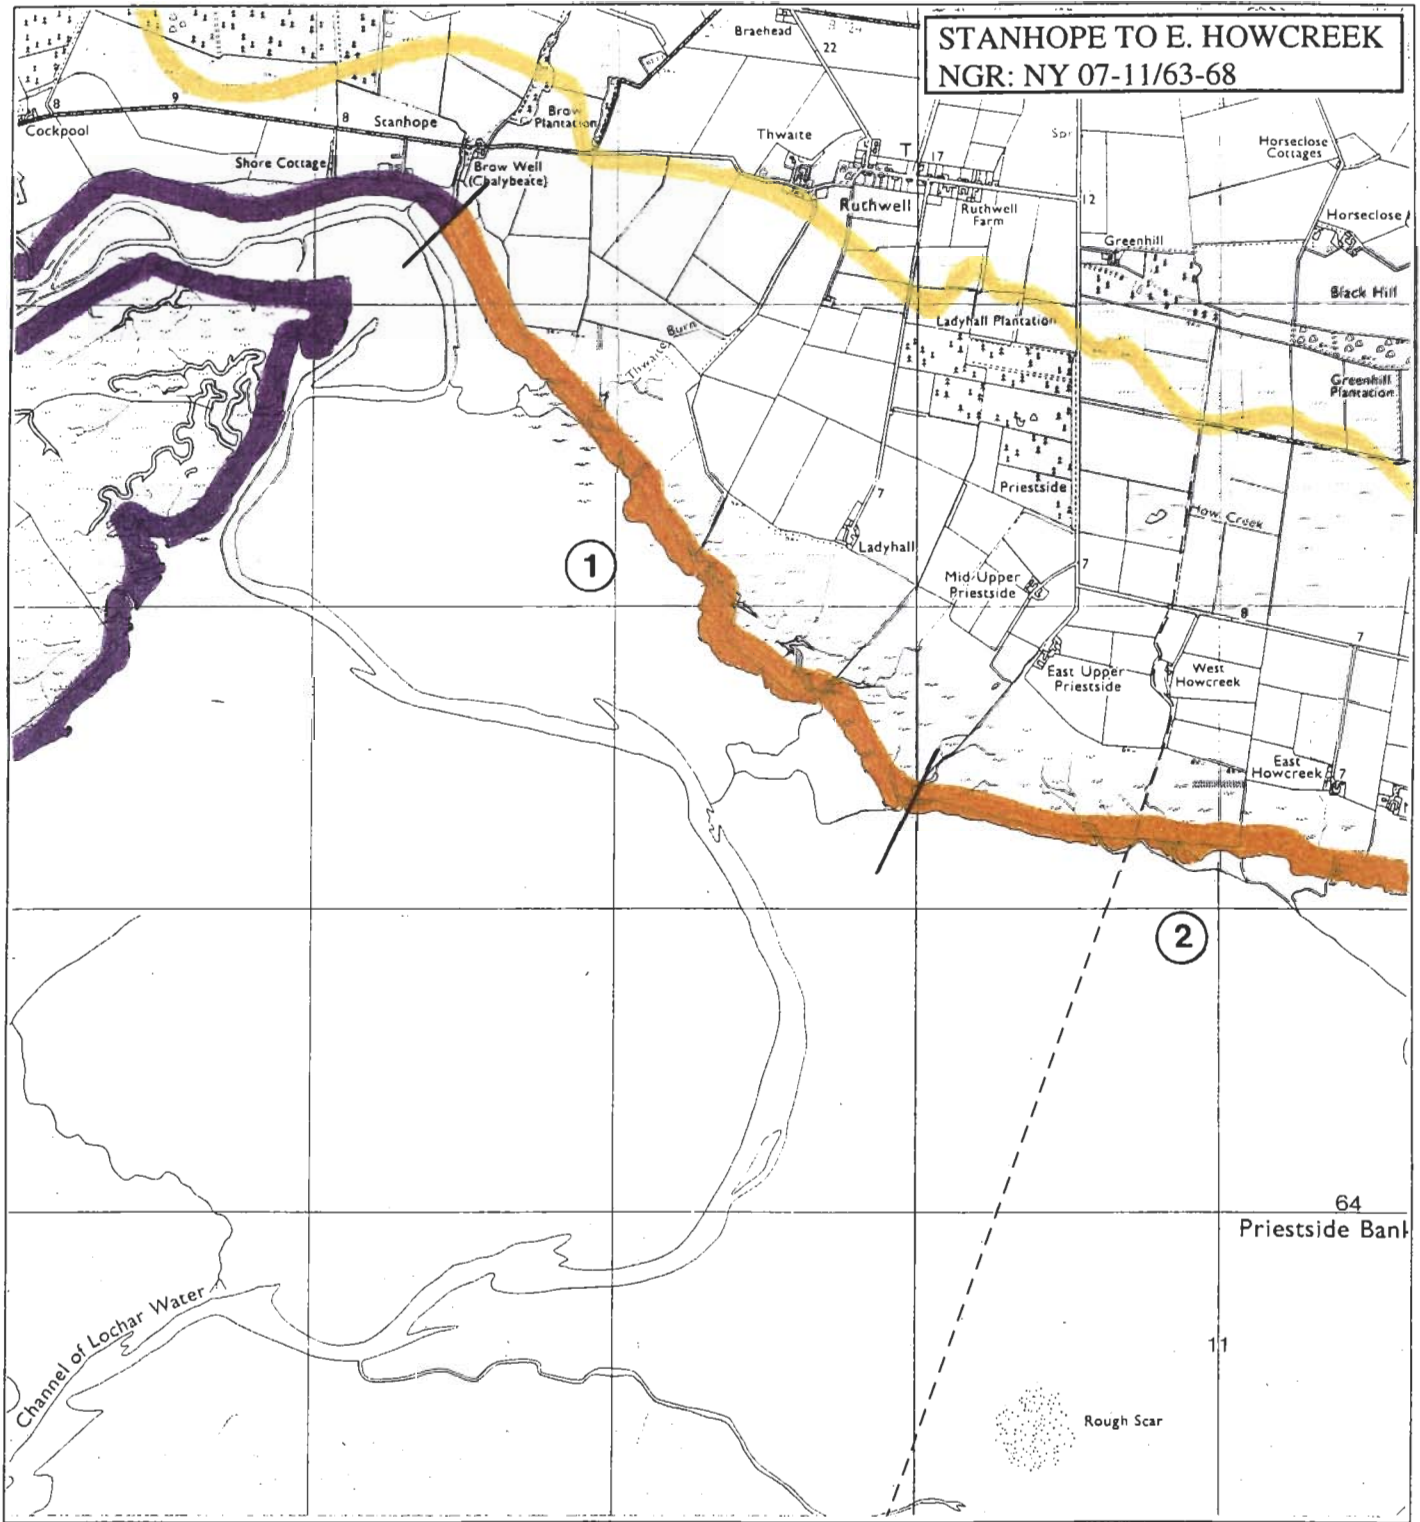 STANHOPE TO E. HOWCREEK
NGR: NY 07-11/63-68
Braehead
22
8
9
8
Cockpool
Stanhope
Brow
Plantation
Thwaite
T
17
Spr
Horseclose
Cottages
Shore Cottage
Brow Well
(Chalybeate)
Ruthwell
Ruthwell
Farm
12
Horseclose
Greenhill
Black Hill
Ladyhall Plantation
Thwaite Burn
Greenhill
Plantation
7
Priestside
How Creek
Ladyhall
1
Mid-Upper
Priestside
7
8
7
East Upper
Priestside
West
Howcreek
East
Howcreek
7
2
64
Priestside Bank
Channel of Lochar Water
11
Rough Scar